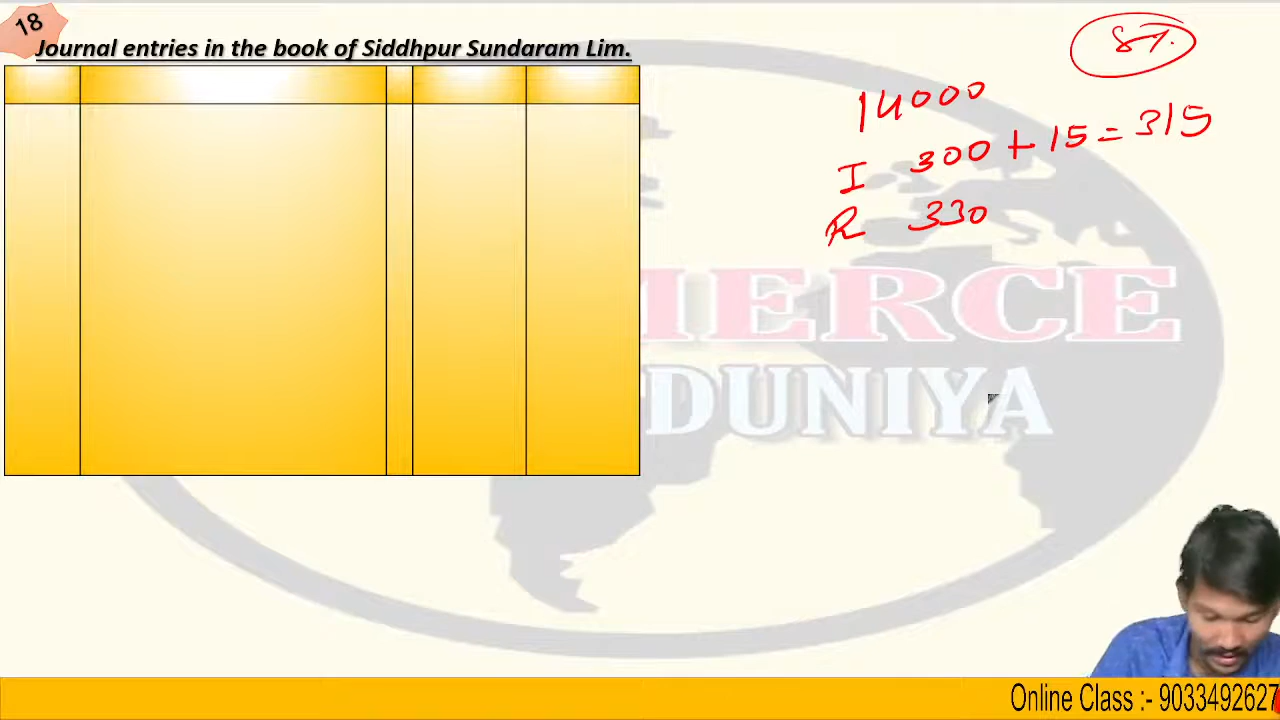 18
Journal entries in the book of Siddhpur Sundaram Lim.
8%
14000
I 300 + 15 = 315
R 330
MERCE
DUNIYA
Online Class :- 9033492627